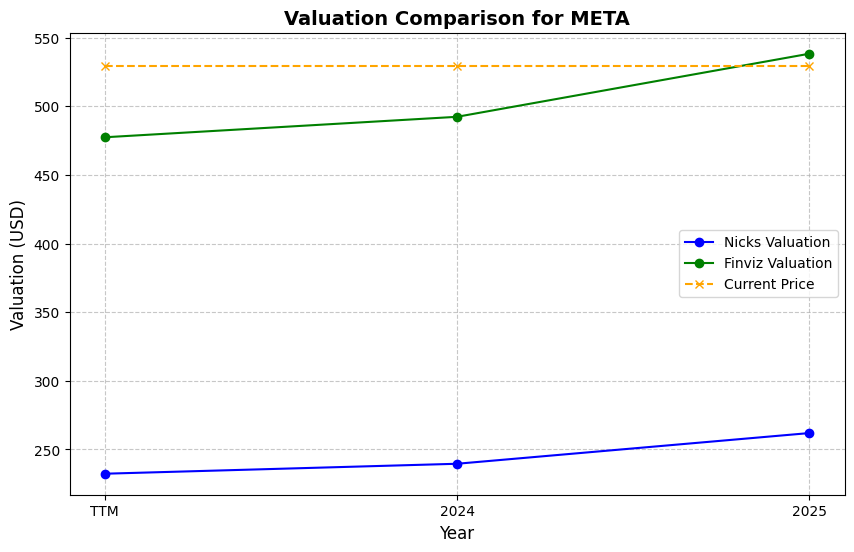 Valuation Comparison for META
Valuation (USD)
550
500
450
400
350
300
250
Nicks Valuation
Finviz Valuation
Current Price
TTM
2024
2025
Year